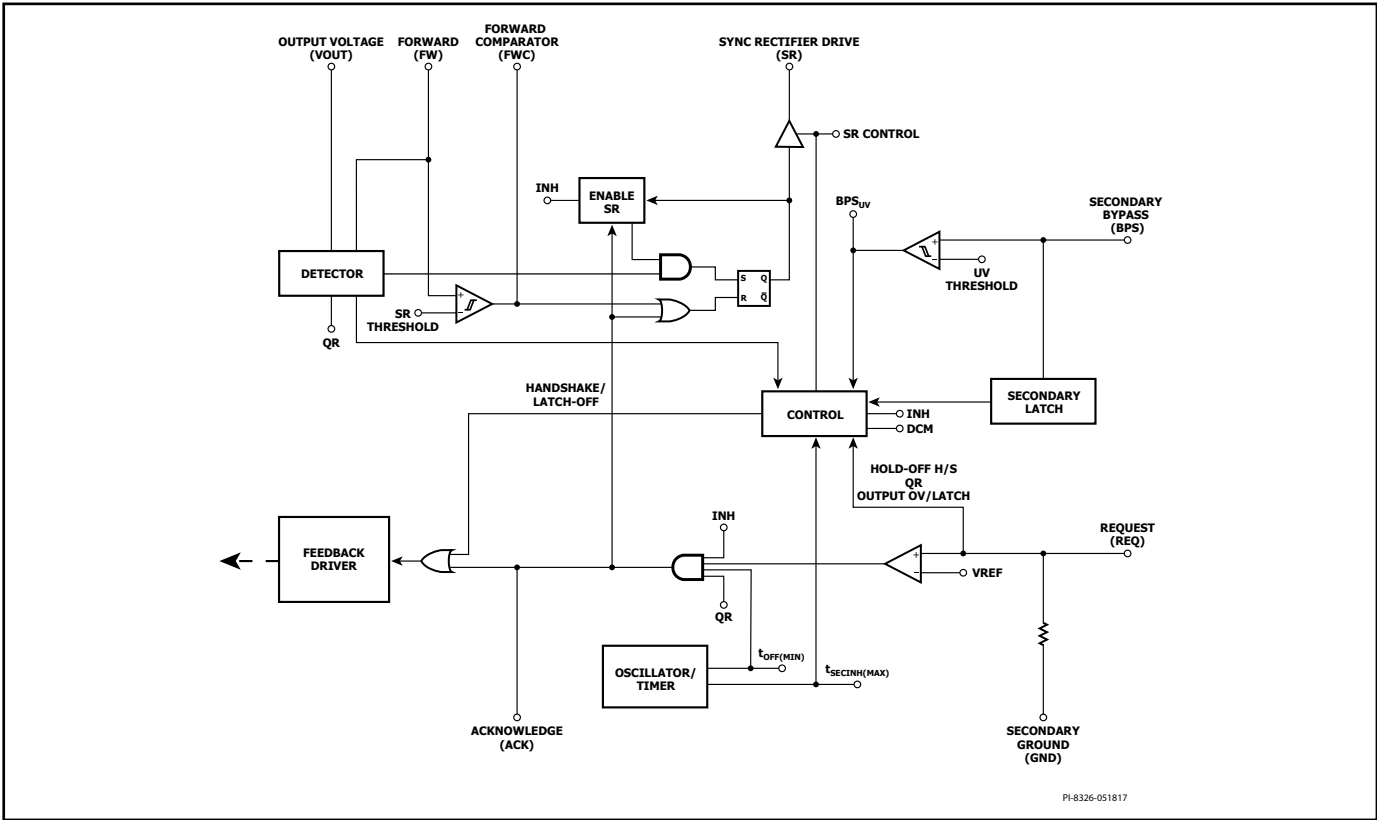 OUTPUT VOLTAGE
(VOUT)
FORWARD
(FW)
FORWARD
COMPARATOR
(FWC)
SYNC RECTIFIER DRIVE
(SR)
SR CONTROL
INH
ENABLE
SR
BPSUV
SECONDARY
BYPASS
(BPS)
+
−
UV
THRESHOLD
DETECTOR
S Q
R Q̅
+
−
SR
THRESHOLD
QR
HANDSHAKE/
LATCH-OFF
CONTROL
INH
DCM
SECONDARY
LATCH
HOLD-OFF H/S
QR
OUTPUT OV/LATCH
INH
REQUEST
(REQ)
FEEDBACK
DRIVER
+
−
VREF
QR
OSCILLATOR/
TIMER
tOFF(MIN)
tSECINH(MAX)
ACKNOWLEDGE
(ACK)
SECONDARY
GROUND
(GND)
PI-8326-051817